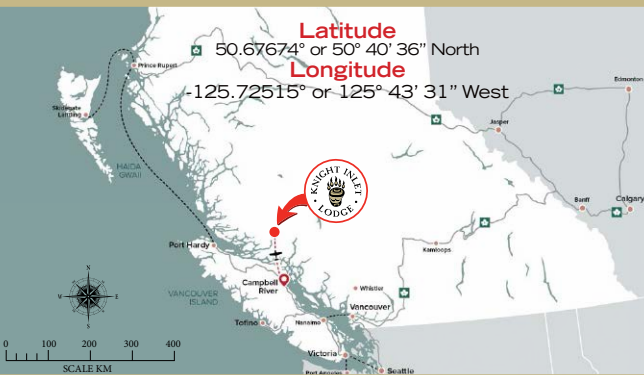 Latitude
50.67674° or 50° 40' 36” North
Longitude
-125.72515° or 125° 43' 31” West
Prince Rupert
Skidegate
Landing
HAIDA
GWAII
Edmonton
Jasper
Banff
Calgary
KNIGHT INLET
LODGE
Port Hardy
Campbell
River
Kamloops
Whistler
VANCOUVER
ISLAND
Vancouver
Tofino
Nanaimo
Victoria
Seattle
Port Angeles
N
W
E
S
0 100 200 300 400
SCALE KM